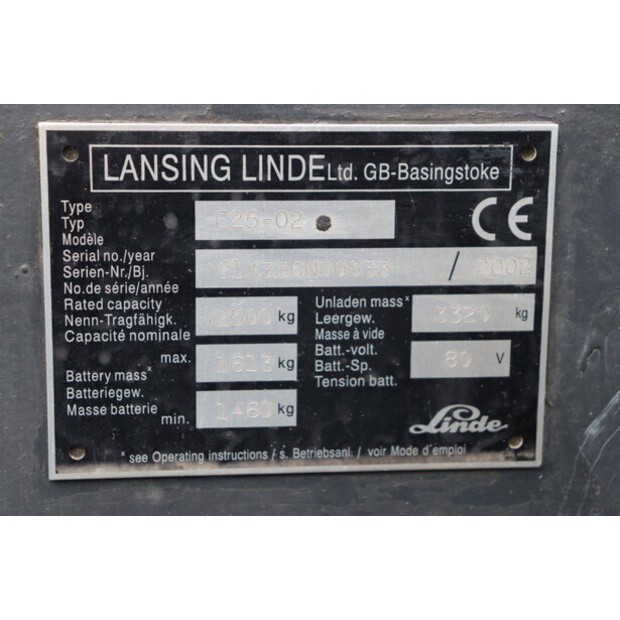 LANSING LINDE Ltd. GB-Basingstoke
Type
Typ E25-02
Modèle
CE
Serial no./year
Serien-Nr./Bj. / 2002
No.de série/année
Rated capacity
Nenn-Tragfähigk. 2500 kg
Capacité nominale
Unladen mass*
Leergew. kg
Masse à vide
max. 1613 kg
Battery mass*
Batteriegew.
Masse batterie
min. 1460 kg
Batt.-volt.
Batt.-Sp. 80 V
Tension batt.
Linde
* see Operating instructions / s. Betriebsanl. / voir Mode d'emploi